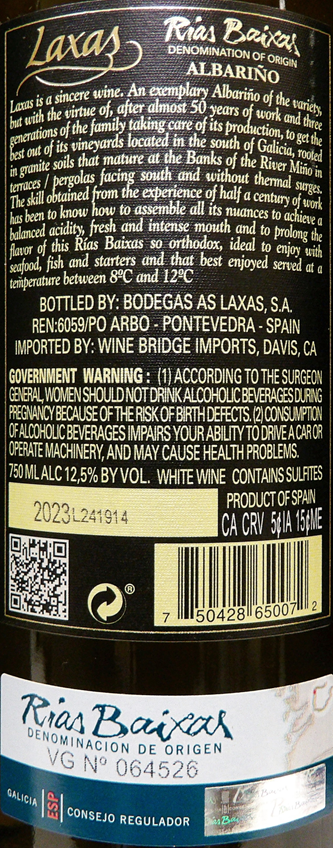 Laxas
Rías Baixas
DENOMINATION OF ORIGIN
ALBARIÑO
Laxas is a sincere wine. An exemplary Albariño of the variety,
but with the virtue of, after almost 50 years of work and three
generations of the family taking care of its production, to get the
best out of its vineyards located in the south of Galicia, rooted
in granite soils that mature at the Banks of the River Miño in
terraces / pergolas facing south and without thermal surges.
The skill obtained from the experience of half a century of work
has been to know how to assemble all its nuances to achieve a
balanced acidity, fresh and intense mouth and to prolong the
flavor of this Rías Baixas so orthodox, ideal to enjoy with
seafood, fish and starters and that best enjoyed served at a
temperature between 8ºC and 12ºC
BOTTLED BY: BODEGAS AS LAXAS, S.A.
REN:6059/PO ARBO - PONTEVEDRA - SPAIN
IMPORTED BY: WINE BRIDGE IMPORTS, DAVIS, CA
GOVERNMENT WARNING: (1) ACCORDING TO THE SURGEON
GENERAL, WOMEN SHOULD NOT DRINK ALCOHOLIC BEVERAGES DURING
PREGNANCY BECAUSE OF THE RISK OF BIRTH DEFECTS. (2) CONSUMPTION
OF ALCOHOLIC BEVERAGES IMPAIRS YOUR ABILITY TO DRIVE A CAR OR
OPERATE MACHINERY, AND MAY CAUSE HEALTH PROBLEMS.
750 ML ALC 12,5% BY VOL. WHITE WINE CONTAINS SULFITES
2023 L241914
PRODUCT OF SPAIN
CA CRV 5¢IA 15¢ME
®
7 50428 65007 2
Rías Baixas
DENOMINACION DE ORIGEN
VG Nº 064526
GALICIA ESP CONSEJO REGULADOR